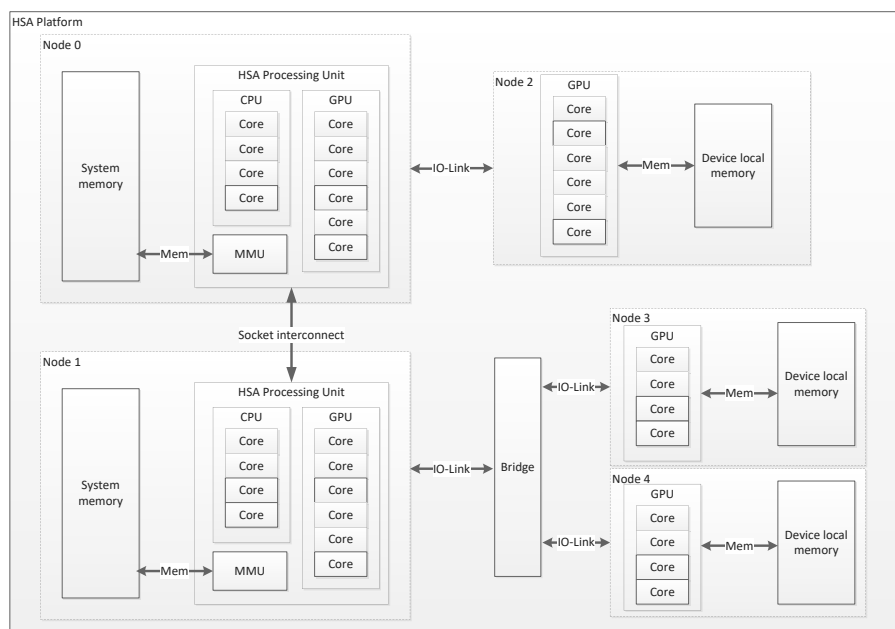 HSA Platform
Node 0
System
memory
Mem
HSA Processing Unit
CPU
Core
Core
Core
Core
MMU
GPU
Core
Core
Core
Core
Core
Core
IO-Link
Node 2
GPU
Core
Core
Core
Core
Core
Core
Mem
Device local
memory
Socket interconnect
Node 1
System
memory
Mem
HSA Processing Unit
CPU
Core
Core
Core
Core
MMU
GPU
Core
Core
Core
Core
Core
Core
IO-Link
Bridge
IO-Link
Node 3
GPU
Core
Core
Core
Core
Mem
Device local
memory
IO-Link
Node 4
GPU
Core
Core
Core
Core
Mem
Device local
memory